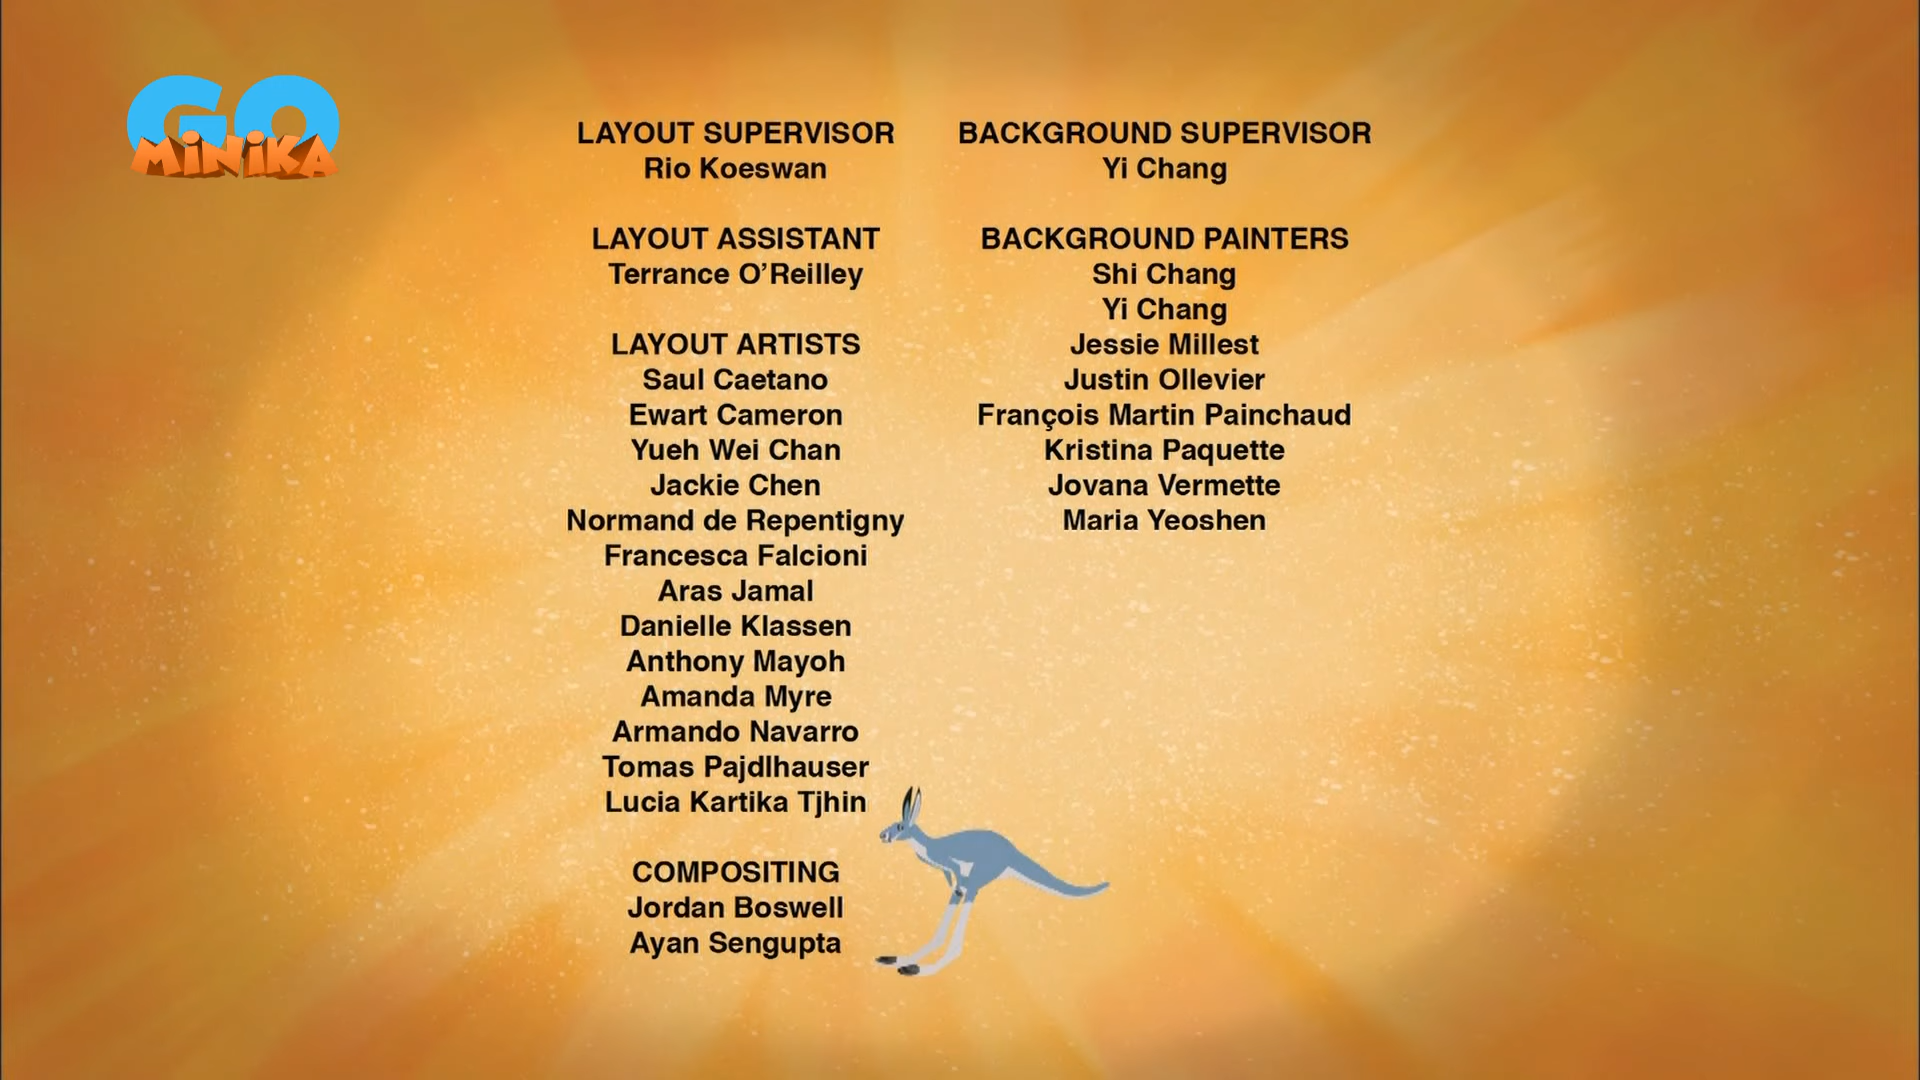 GO
MiNiKA
LAYOUT SUPERVISOR
Rio Koeswan
LAYOUT ASSISTANT
Terrance O’Reilley
LAYOUT ARTISTS
Saul Caetano
Ewart Cameron
Yueh Wei Chan
Jackie Chen
Normand de Repentigny
Francesca Falcioni
Aras Jamal
Danielle Klassen
Anthony Mayoh
Amanda Myre
Armando Navarro
Tomas Pajdlhauser
Lucia Kartika Tjhin
COMPOSITING
Jordan Boswell
Ayan Sengupta
BACKGROUND SUPERVISOR
Yi Chang
BACKGROUND PAINTERS
Shi Chang
Yi Chang
Jessie Millest
Justin Ollevier
François Martin Painchaud
Kristina Paquette
Jovana Vermette
Maria Yeoshen